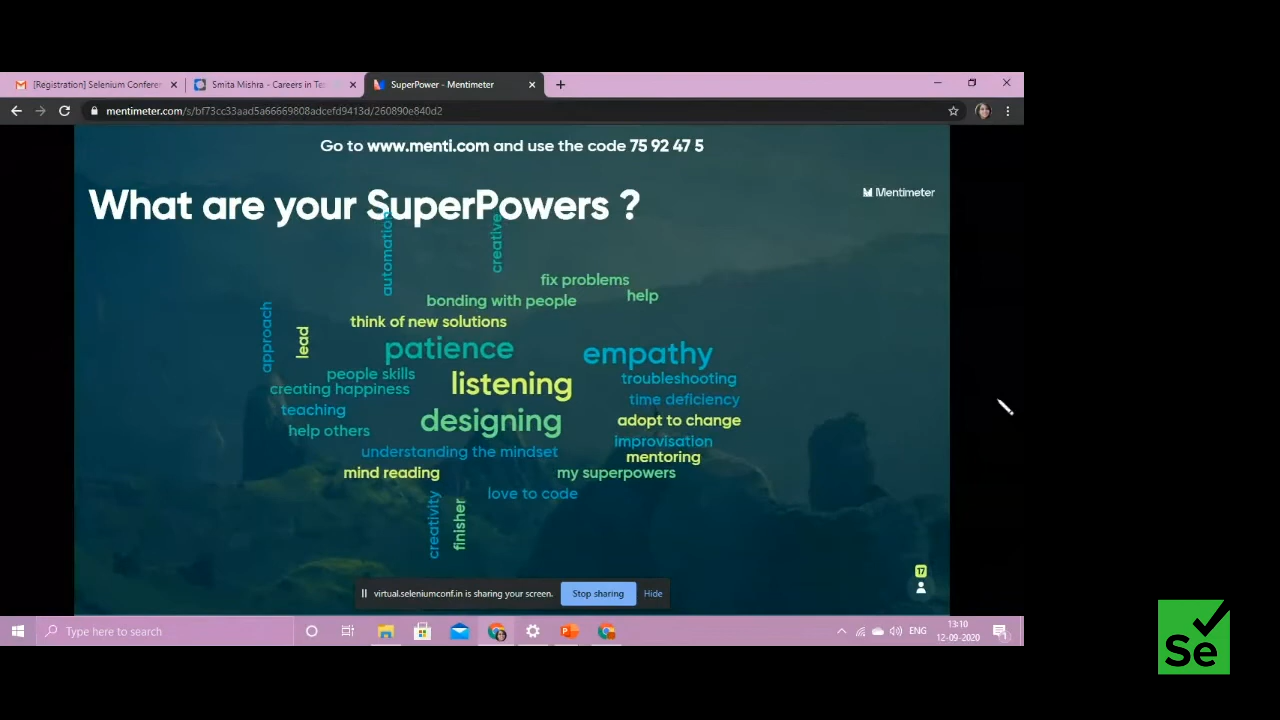 [Registration] Selenium Confere
Smita Mishra - Careers in Te
SuperPower - Mentimeter
mentimeter.com/s/bf73cc33aad5a66669808adcefd9413d/260890e840d2
Go to www.menti.com and use the code 75 92 47 5
Mentimeter
What are your SuperPowers ?
automation
creative
fix problems
bonding with people
help
approach
lead
think of new solutions
patience
empathy
people skills
troubleshooting
creating happiness
listening
time deficiency
teaching
designing
adopt to change
help others
improvisation
understanding the mindset
mentoring
mind reading
my superpowers
love to code
creativity
finisher
17
virtual.seleniumconf.in is sharing your screen.
Stop sharing
Hide
Type here to search
ENG
13:10
12-09-2020
1
Se